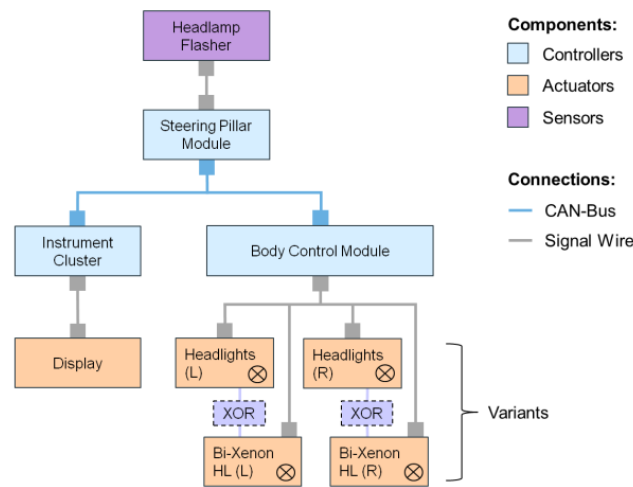 Headlamp
Flasher
Components:
Controllers
Actuators
Sensors
Steering Pillar
Module
Connections:
CAN-Bus
Signal Wire
Instrument
Cluster
Body Control Module
Display
Headlights
(L)
Headlights
(R)
XOR
XOR
Variants
Bi-Xenon
HL (L)
Bi-Xenon
HL (R)